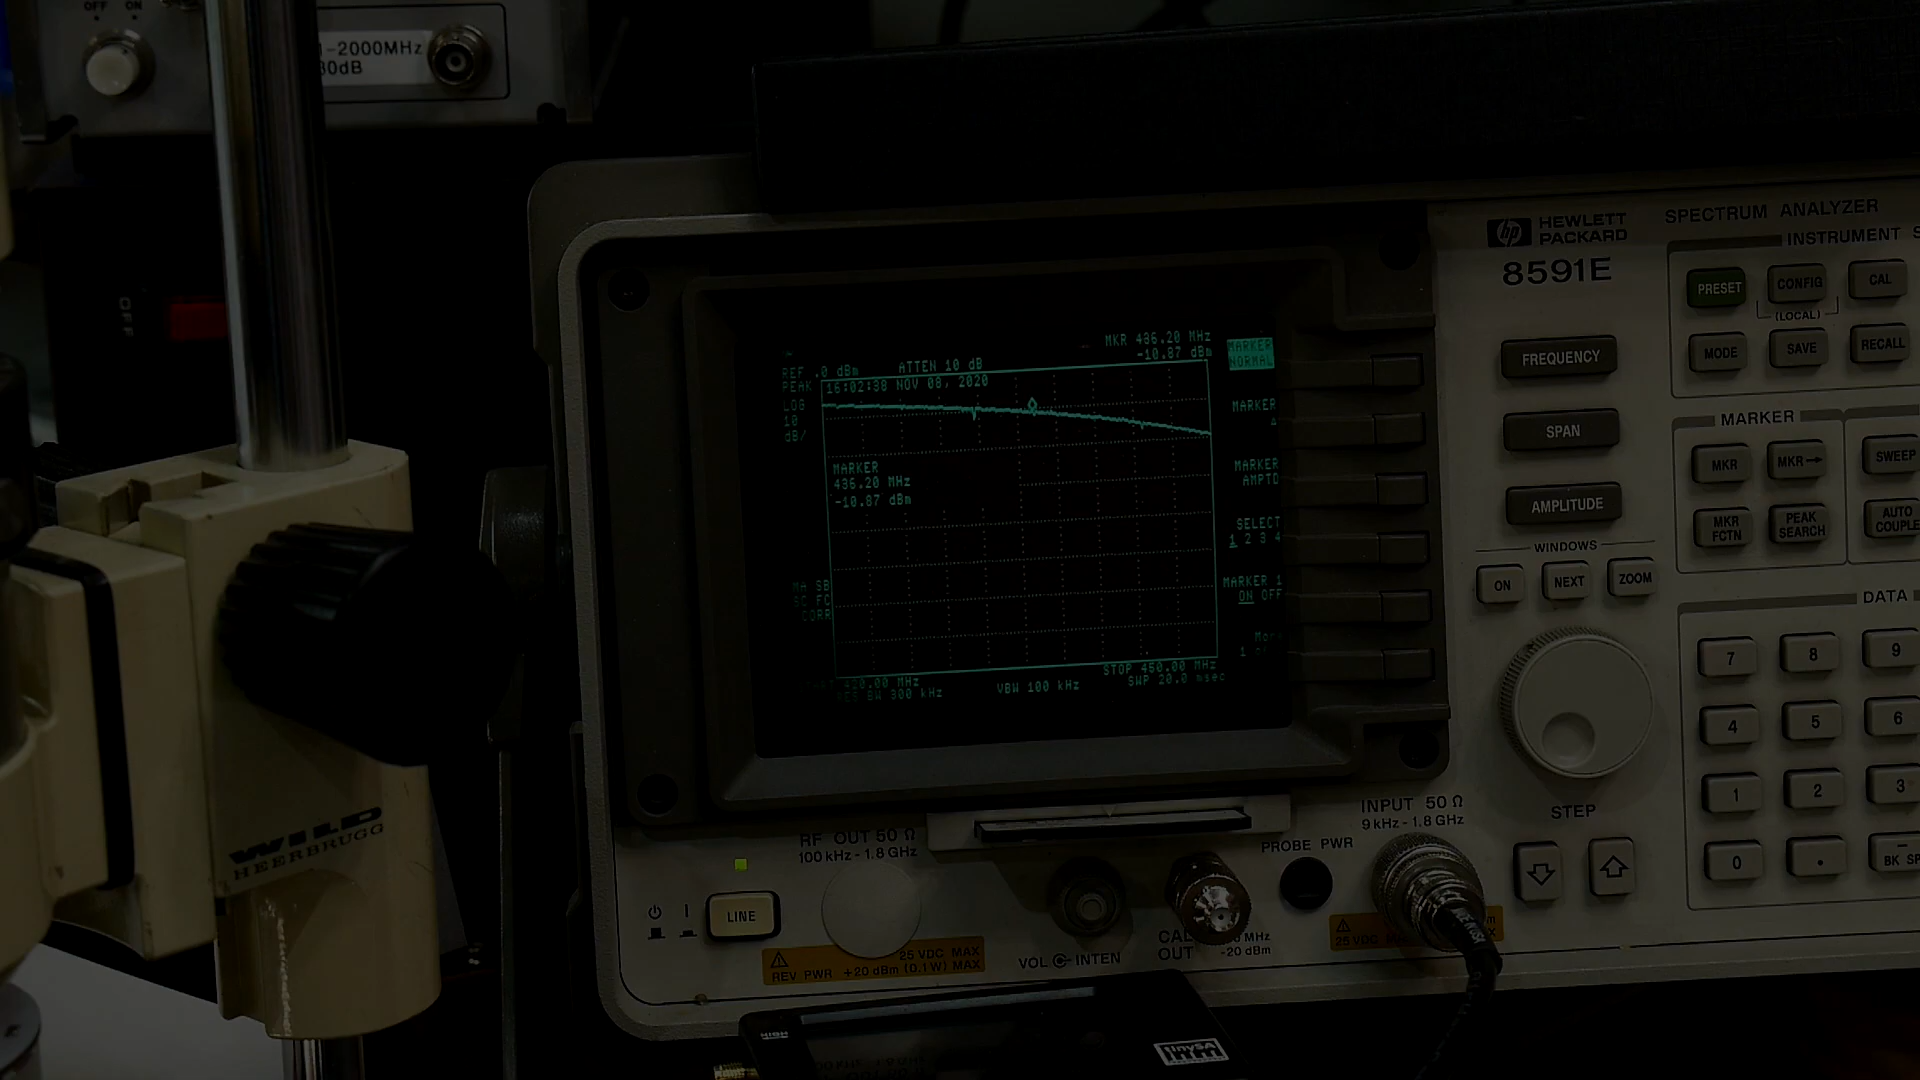 OFF ON
-2000MHz
30dB
OFF
WILD
HEERBRUGG
MKR 436.20 MHz
-10.87 dBm
REF .0 dBm ATTEN 10 dB
PEAK
LOG
10
dB/
16:02:38 NOV 08, 2020
MARKER
436.20 MHz
-10.87 dBm
MA SB
SC FC
CORR
STOP 450.00 MHz
RES BW 300 kHz VBW 100 kHz SWP 20.0 msec
MARKER
NORMAL
MARKER
Δ
MARKER
AMPTD
SELECT
1 2 3 4
MARKER 1
ON OFF
More
hp HEWLETT
PACKARD
8591E
SPECTRUM ANALYZER
INSTRUMENT S
PRESET CONFIG CAL
(LOCAL)
MODE SAVE RECALL
FREQUENCY
SPAN
AMPLITUDE
MARKER
MKR MKR→ SWEEP
MKR
FCTN
PEAK
SEARCH
AUTO
COUPLE
WINDOWS
ON NEXT ZOOM
DATA
7 8 9
4 5 6
1 2 3
0 . -
BK SP
STEP
RF OUT 50 Ω
100 kHz - 1.8 GHz
LINE
25 VDC MAX
REV PWR +20 dBm (0.1W) MAX
VOL INTEN
CAL
OUT
MHz
-20 dBm
PROBE PWR
INPUT 50 Ω
9 kHz - 1.8 GHz
25 VDC
HIGH
tinySA